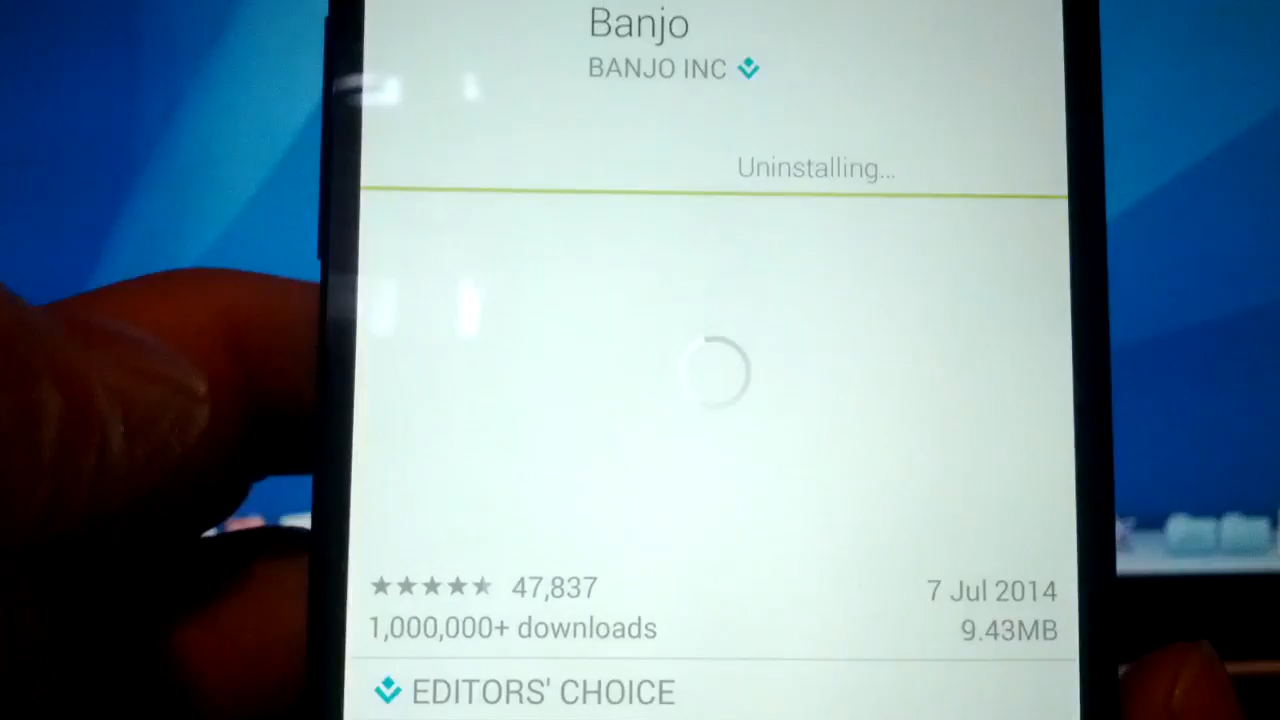 Banjo
BANJO INC
Uninstalling...
47,837
7 Jul 2014
1,000,000+ downloads
9.43MB
EDITORS' CHOICE